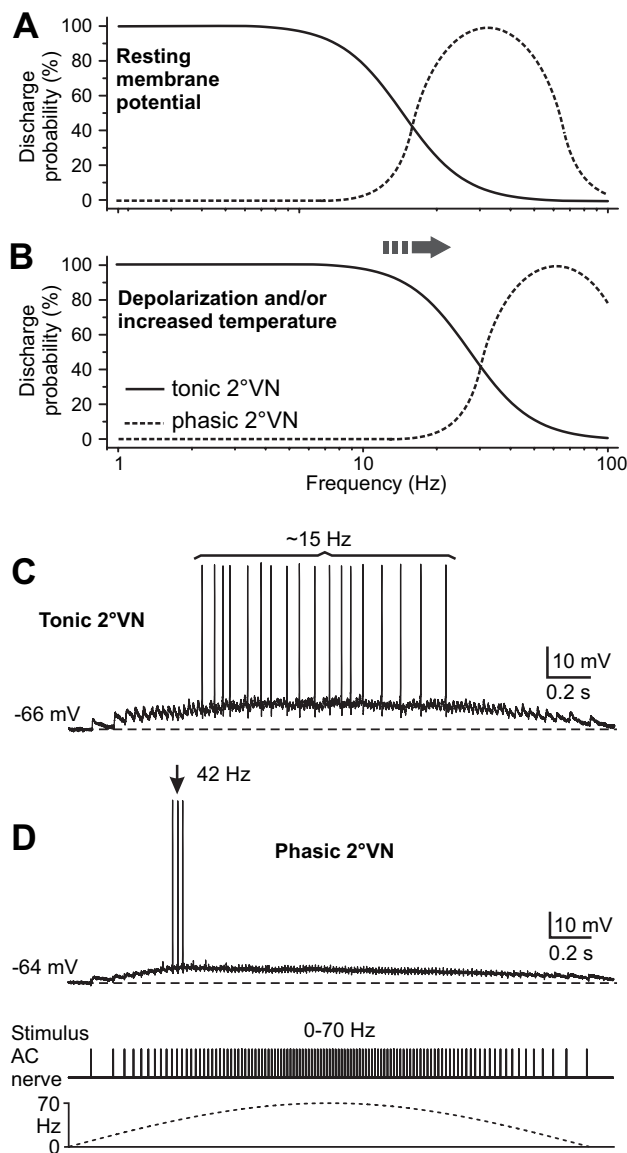 A
Discharge
probability (%)
100
80
60
40
20
0
Resting
membrane
potential
B
Discharge
probability (%)
100
80
60
40
20
0
Depolarization and/or
increased temperature
tonic 2°VN
phasic 2°VN
1
10
100
Frequency (Hz)
C
~15 Hz
Tonic 2°VN
10 mV
0.2 s
-66 mV
42 Hz
D
Phasic 2°VN
10 mV
0.2 s
-64 mV
Stimulus
AC
nerve
0-70 Hz
70
Hz
0